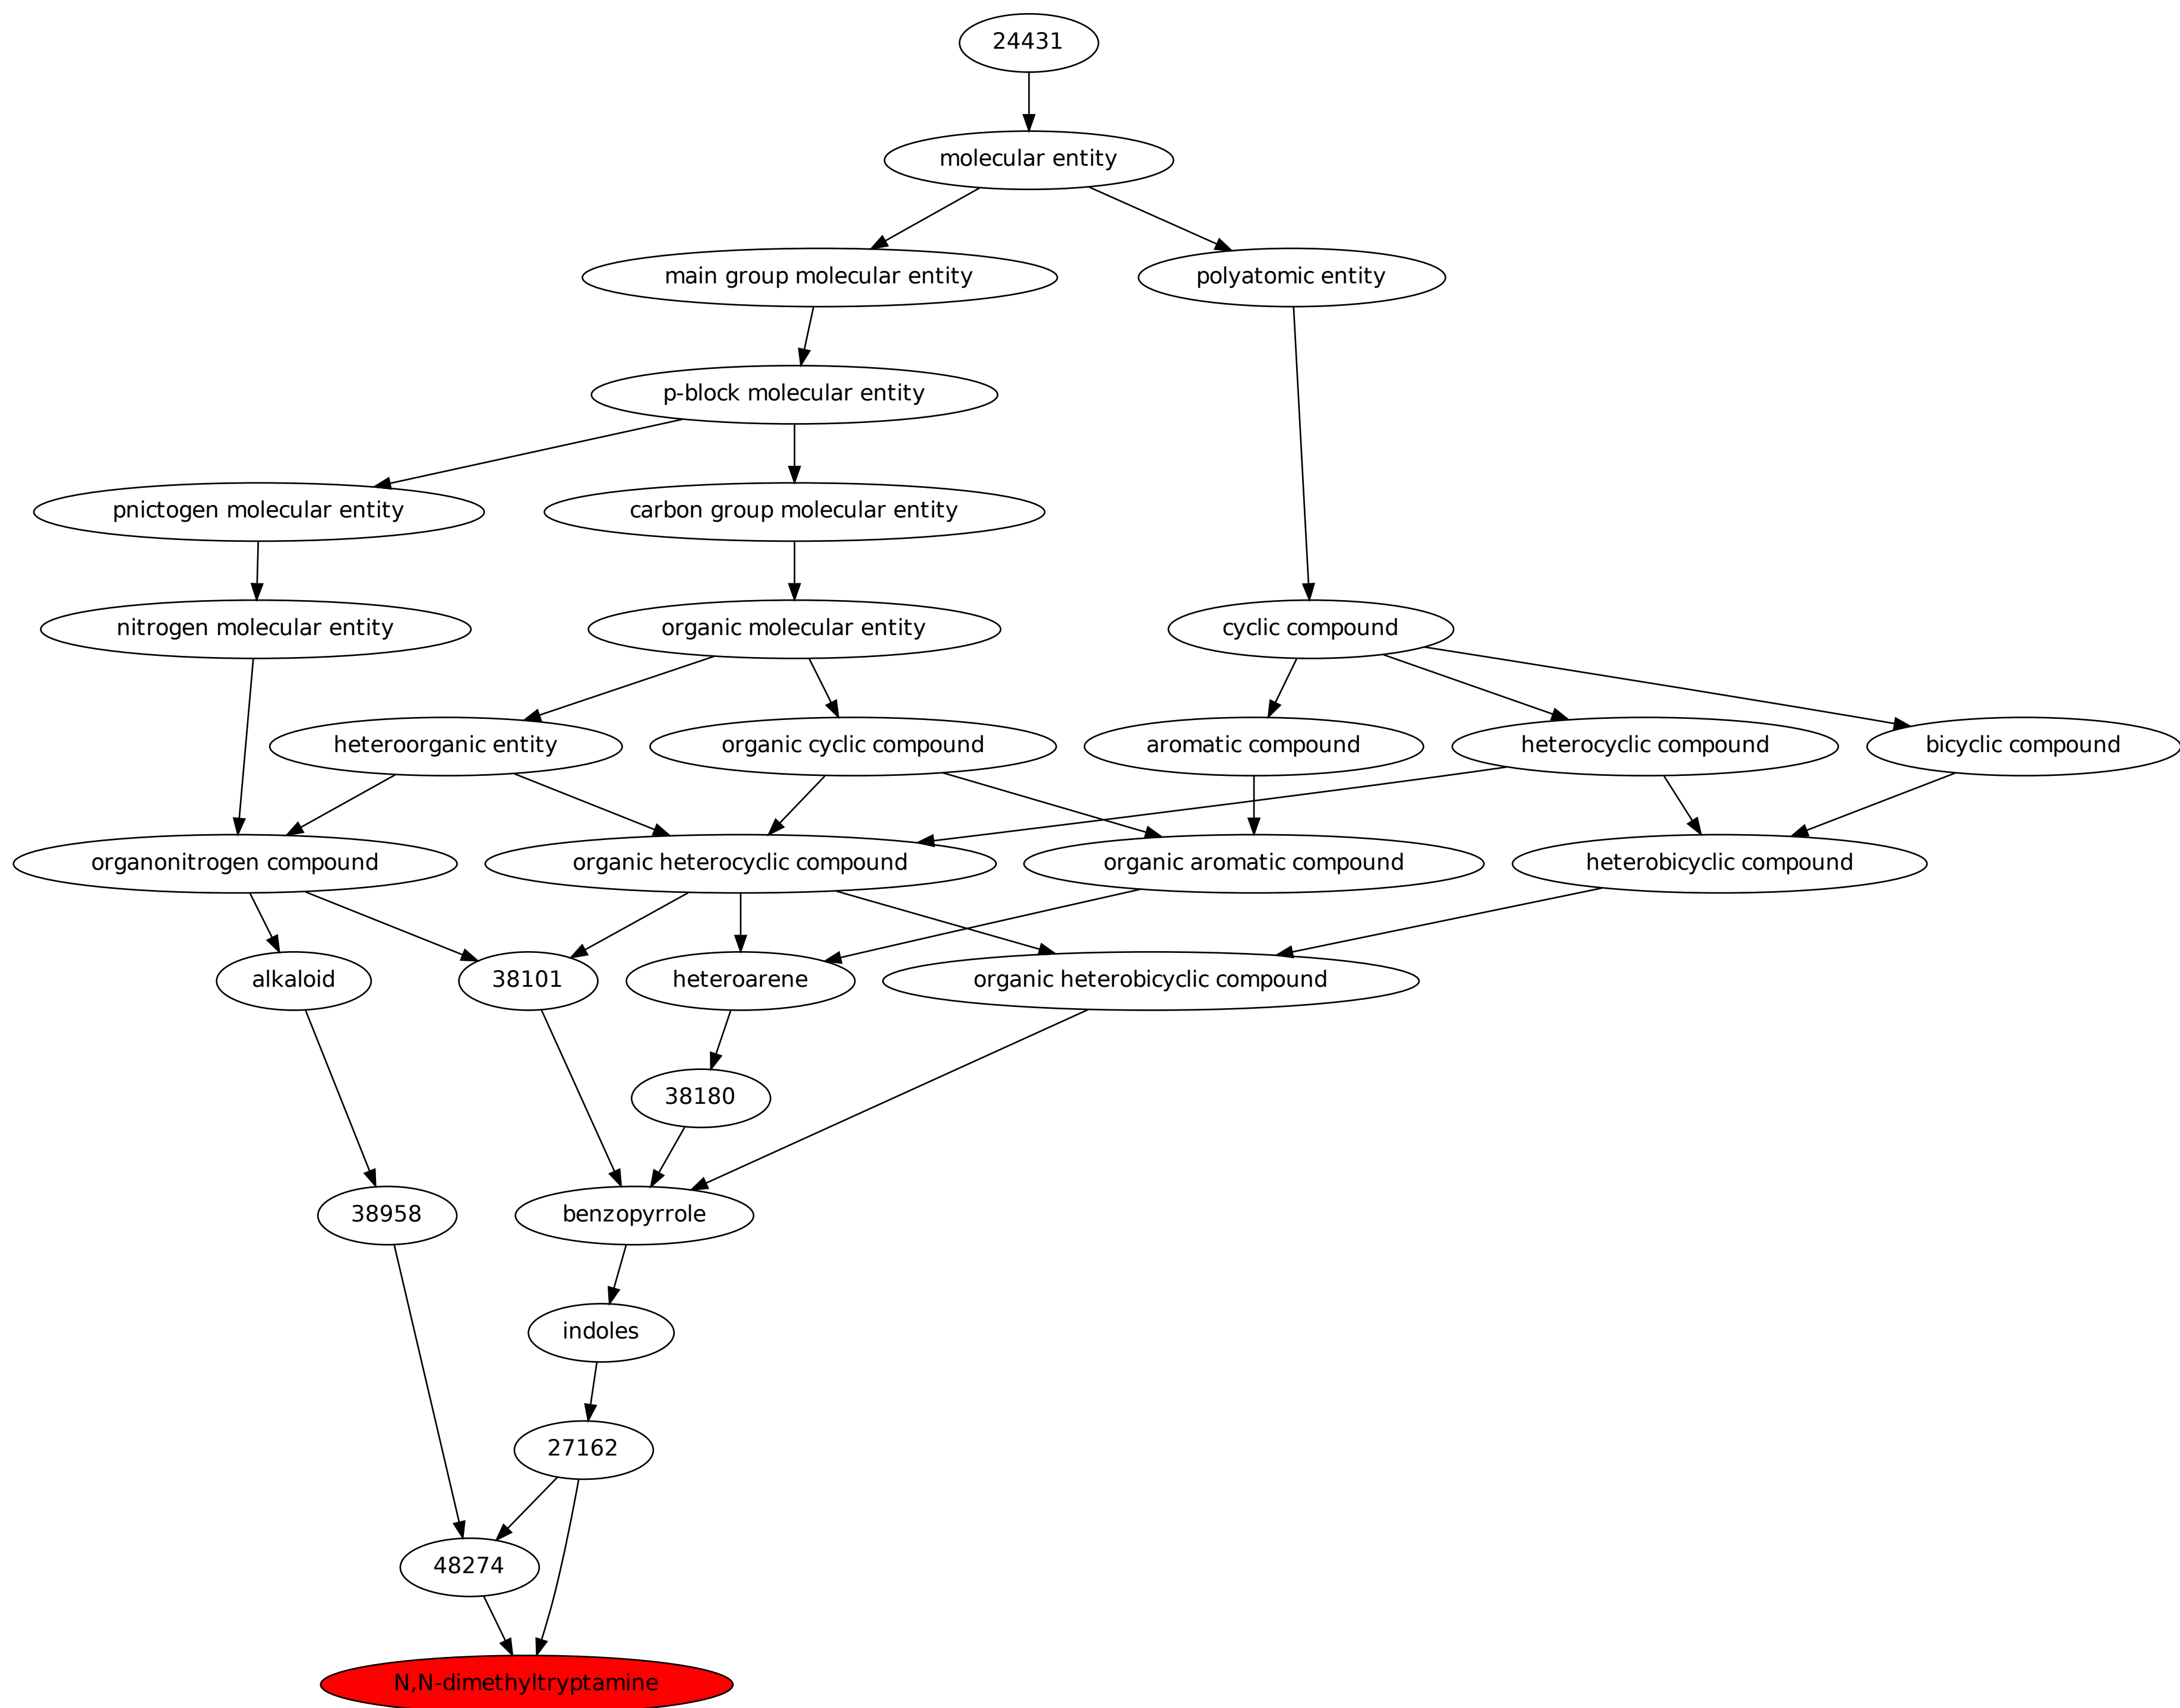 24431
molecular entity
main group molecular entity
polyatomic entity
p-block molecular entity
pnictogen molecular entity
carbon group molecular entity
nitrogen molecular entity
organic molecular entity
cyclic compound
heteroorganic entity
organic cyclic compound
aromatic compound
heterocyclic compound
bicyclic compound
organonitrogen compound
organic heterocyclic compound
organic aromatic compound
heterobicyclic compound
alkaloid
38101
heteroarene
organic heterobicyclic compound
38180
38958
benzopyrrole
indoles
27162
48274
N,N-dimethyltryptamine